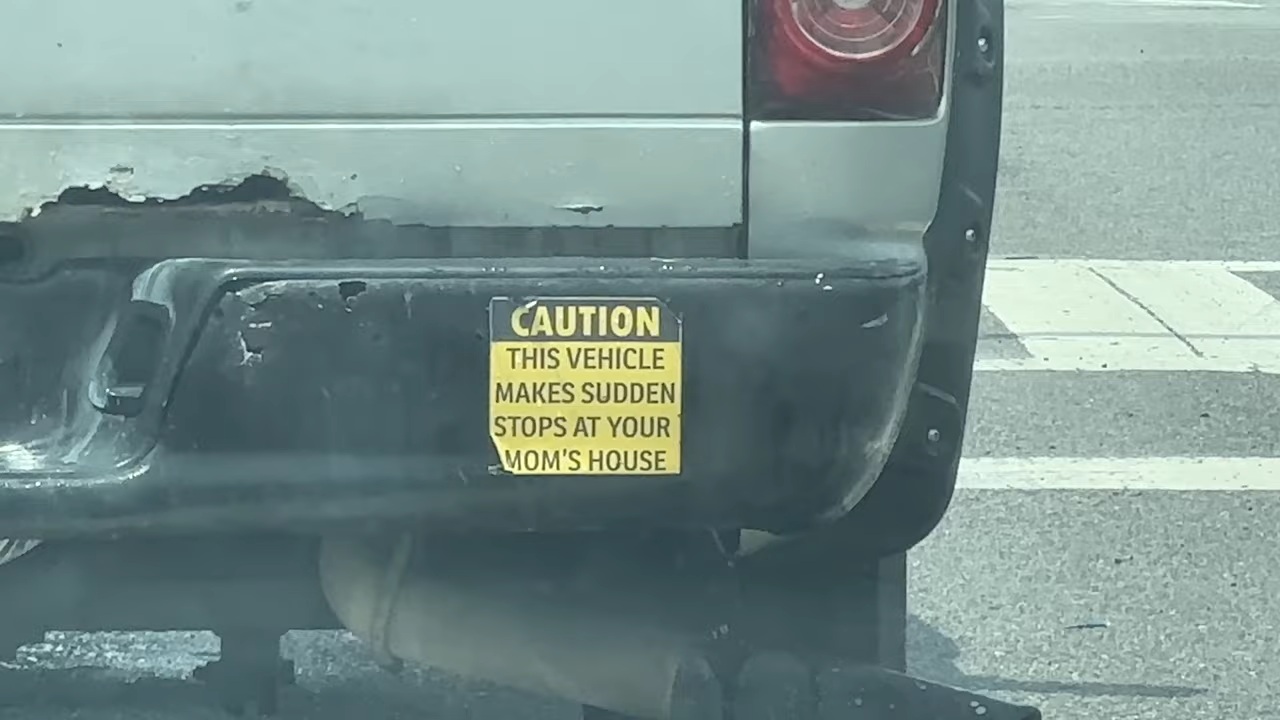 CAUTION
THIS VEHICLE
MAKES SUDDEN
STOPS AT YOUR
MOM'S HOUSE